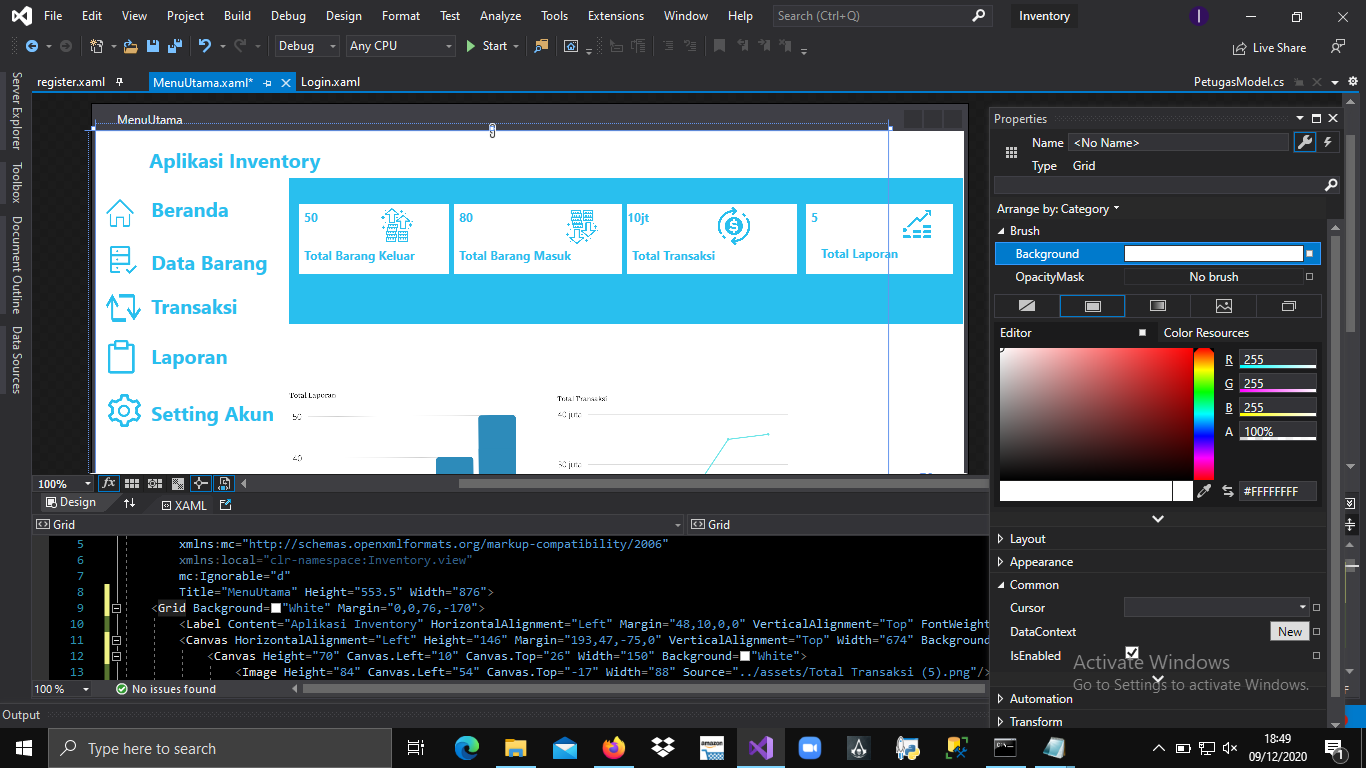 File Edit View Project Build Debug Design Format Test Analyze Tools Extensions Window Help Search (Ctrl+Q) Inventory I
Debug Any CPU Start Live Share
register.xaml MenuUtama.xaml* Login.xaml PetugasModel.cs
Server Explorer
Toolbox
Document Outline
Data Sources
MenuUtama
Aplikasi Inventory
Beranda
Data Barang
Transaksi
Laporan
Setting Akun
50 80 10jt 5
Total Barang Keluar Total Barang Masuk Total Transaksi Total Laporan
Total Laporan
50
40
Total Transaksi
40 juta
30 juta
100%
Design XAML
Grid Grid
5 xmlns:mc="http://schemas.openxmlformats.org/markup-compatibility/2006"
6 xmlns:local="clr-namespace:Inventory.view"
7 mc:Ignorable="d"
8 Title="MenuUtama" Height="553.5" Width="876">
9 <Grid Background="White" Margin="0,0,76,-170">
10 <Label Content="Aplikasi Inventory" HorizontalAlignment="Left" Margin="48,10,0,0" VerticalAlignment="Top" FontWeight
11 <Canvas HorizontalAlignment="Left" Height="146" Margin="193,47,-75,0" VerticalAlignment="Top" Width="674" Background
12 <Canvas Height="70" Canvas.Left="10" Canvas.Top="26" Width="150" Background="White">
13 <Image Height="84" Canvas.Left="54" Canvas.Top="-17" Width="88" Source="../assets/Total Transaksi (5).png"/>
100 % No issues found
Output
Properties
Name <No Name>
Type Grid
Arrange by: Category
Brush
Background
OpacityMask No brush
Editor Color Resources
R 255
G 255
B 255
A 100%
#FFFFFFFF
Layout
Appearance
Common
Cursor
DataContext New
IsEnabled
Automation
Transform
Activate Windows
Go to Settings to activate Windows.
Type here to search
amazon
18:49
09/12/2020
1